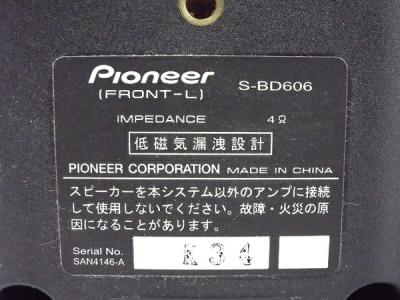 Pioneer S-BD606
(FRONT-L)
IMPEDANCE 4Ω
低磁気漏洩設計
PIONEER CORPORATION MADE IN CHINA
スピーカーを本システム以外のアンプに接続
して使用しないでください。故障・火災の原
因になることがあります。
Serial No. K34
SAN4146-A